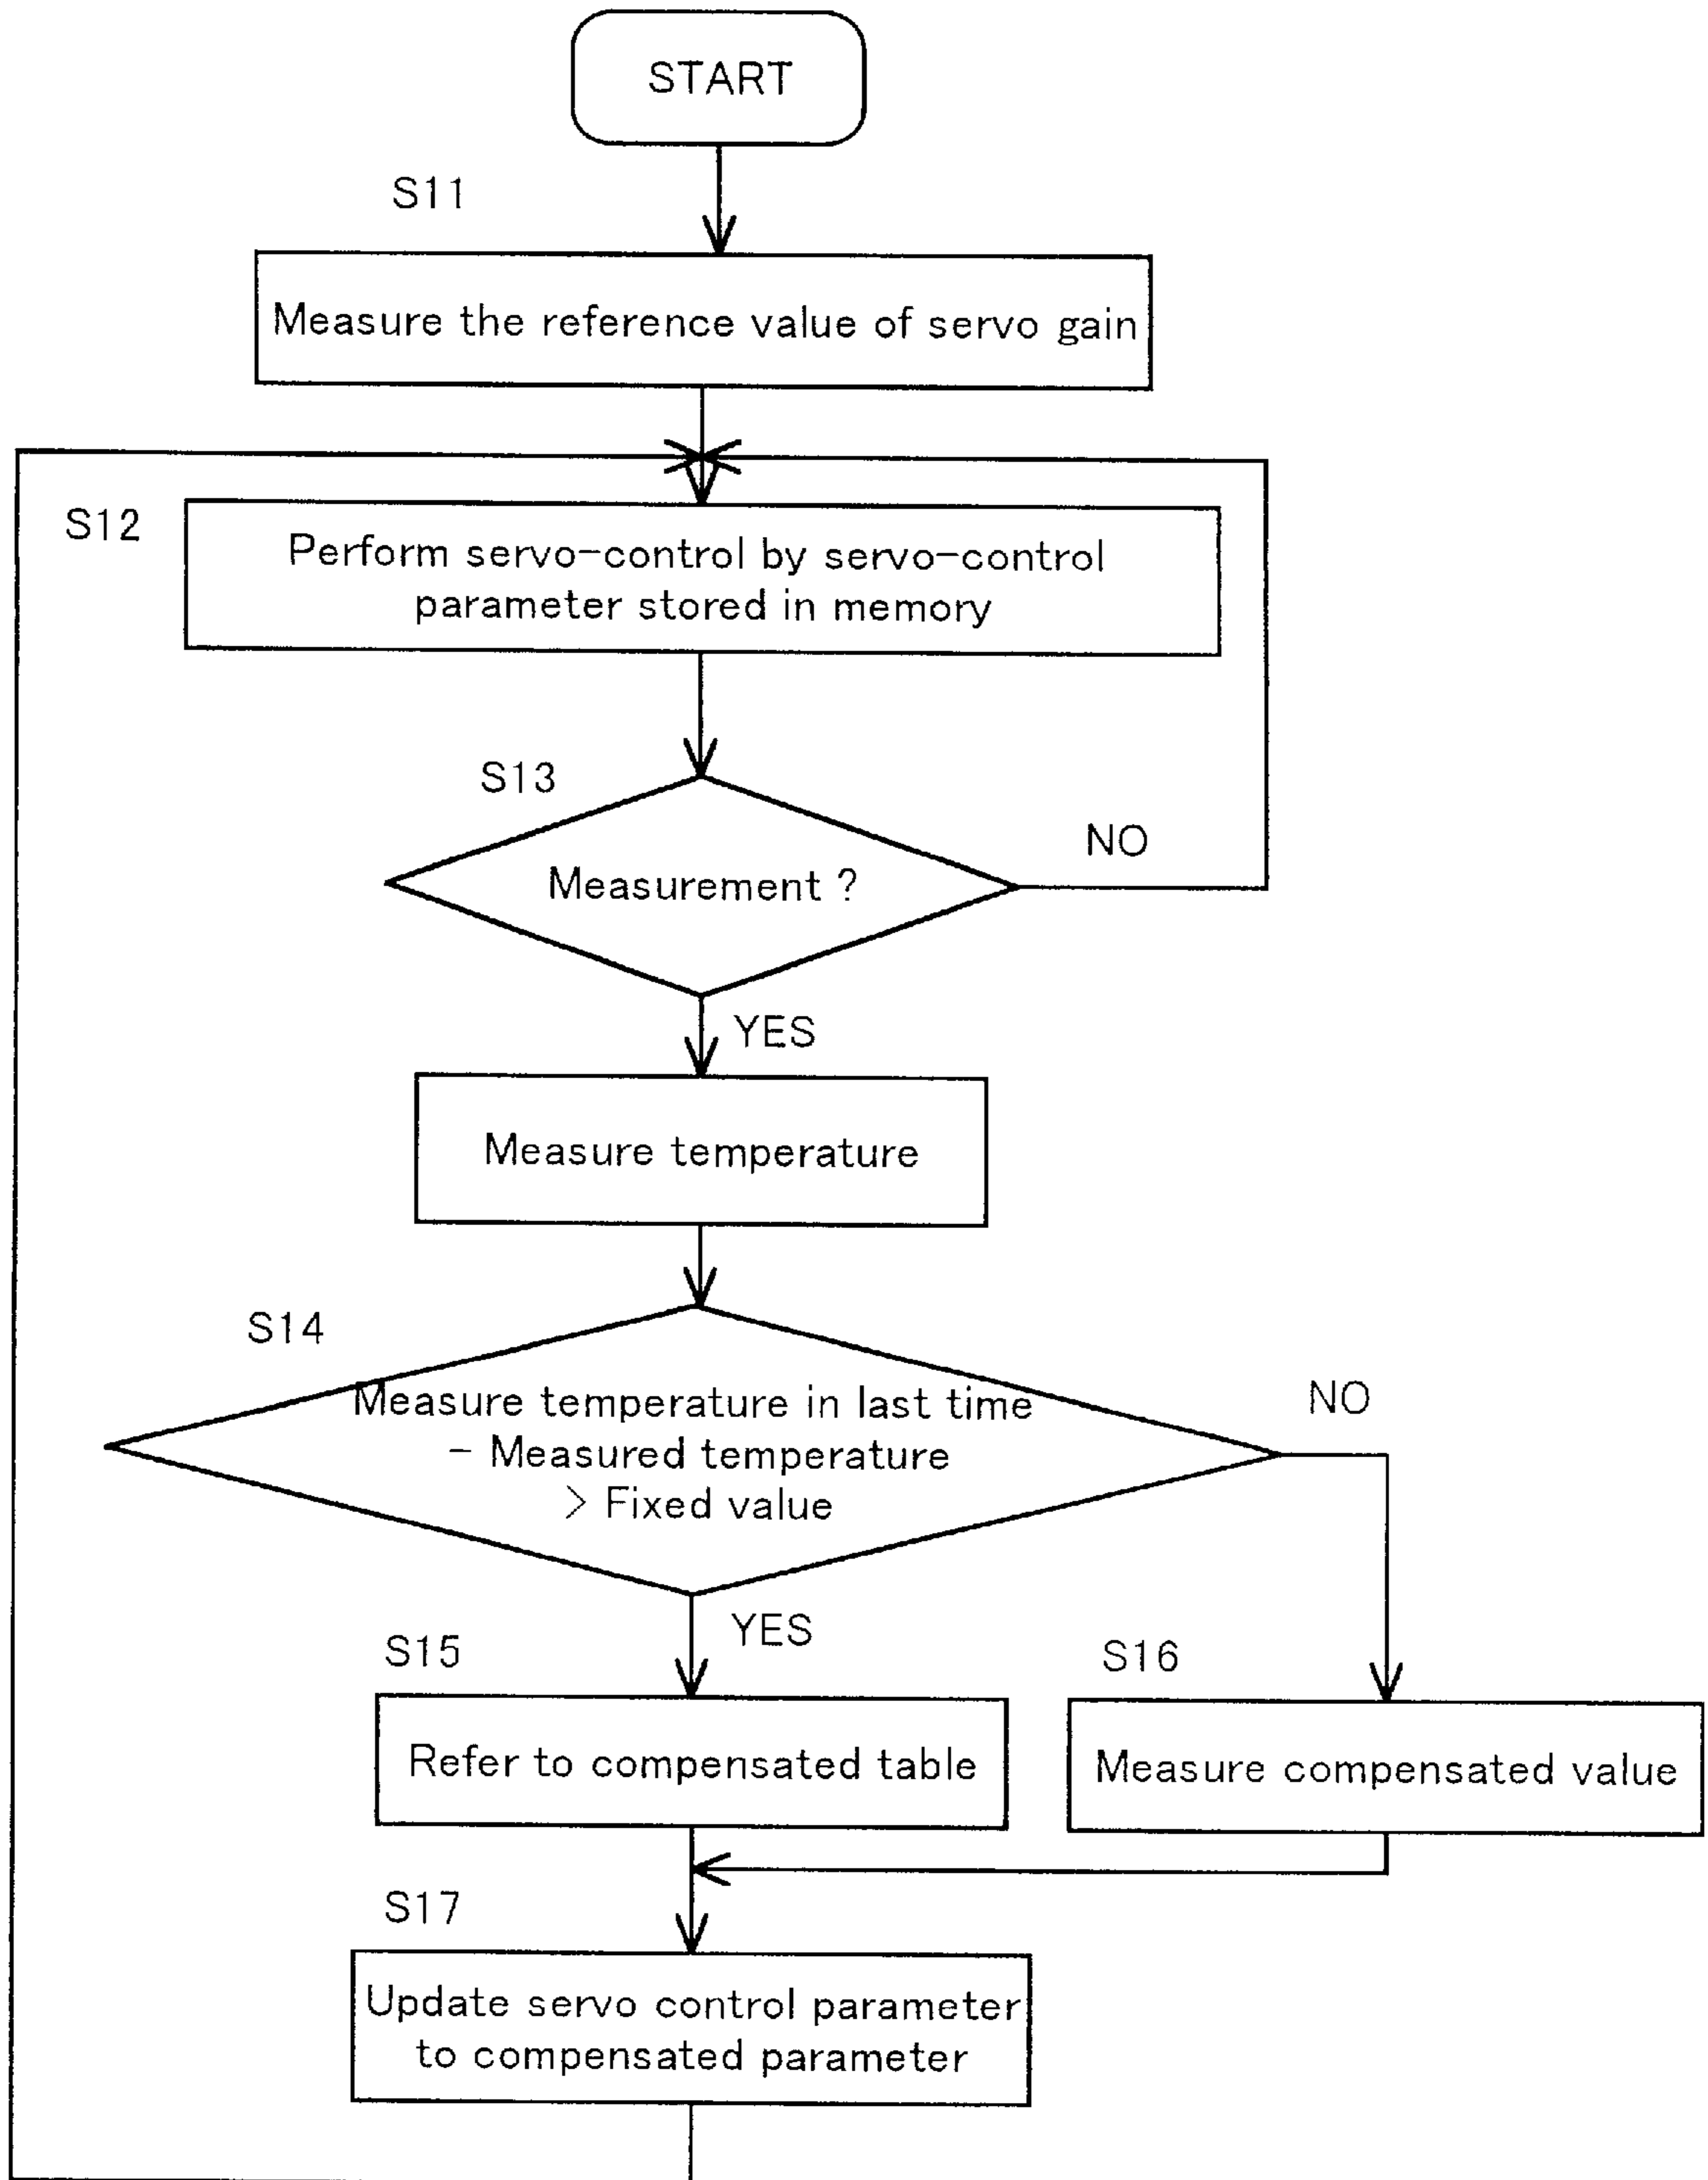 START
S11
Measure the reference value of servo gain
S12
Perform servo-control by servo-control
parameter stored in memory
S13
Measurement ?
NO
YES
Measure temperature
S14
Measure temperature in last time
- Measured temperature
> Fixed value
NO
YES
S15
Refer to compensated table
S16
Measure compensated value
S17
Update servo control parameter
to compensated parameter